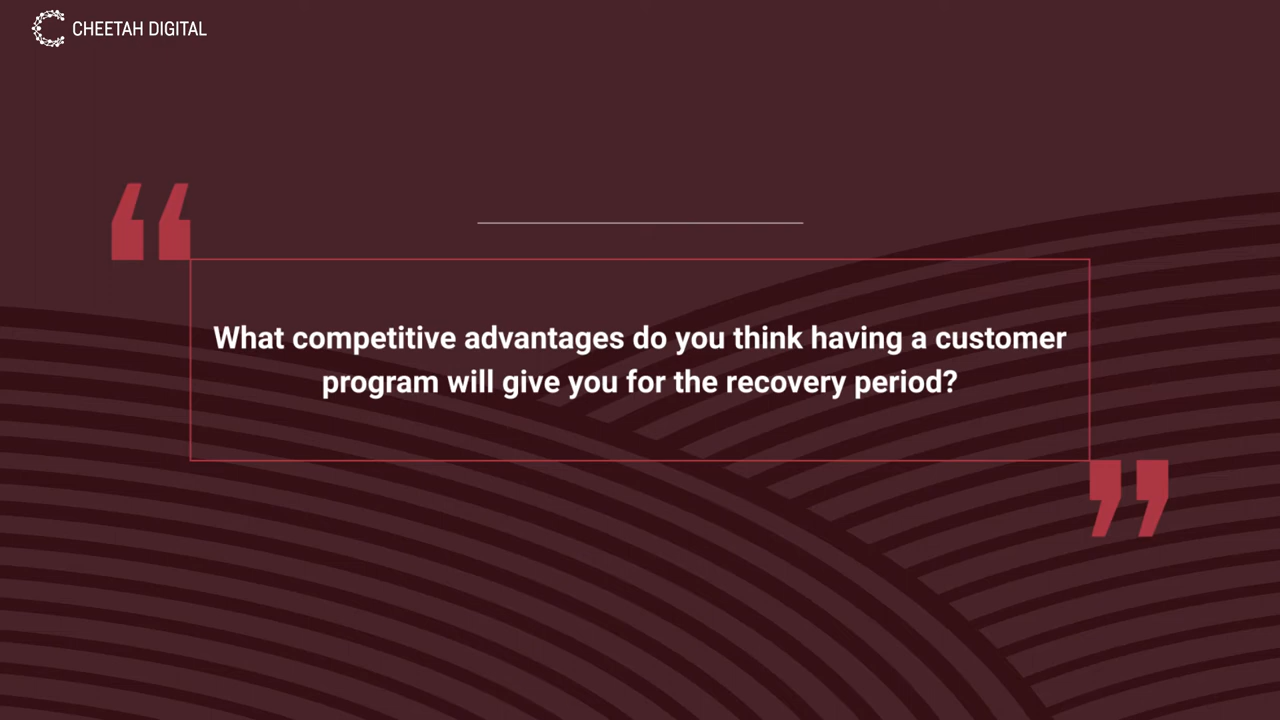 CHEETAH DIGITAL
“
What competitive advantages do you think having a customer
program will give you for the recovery period?
”